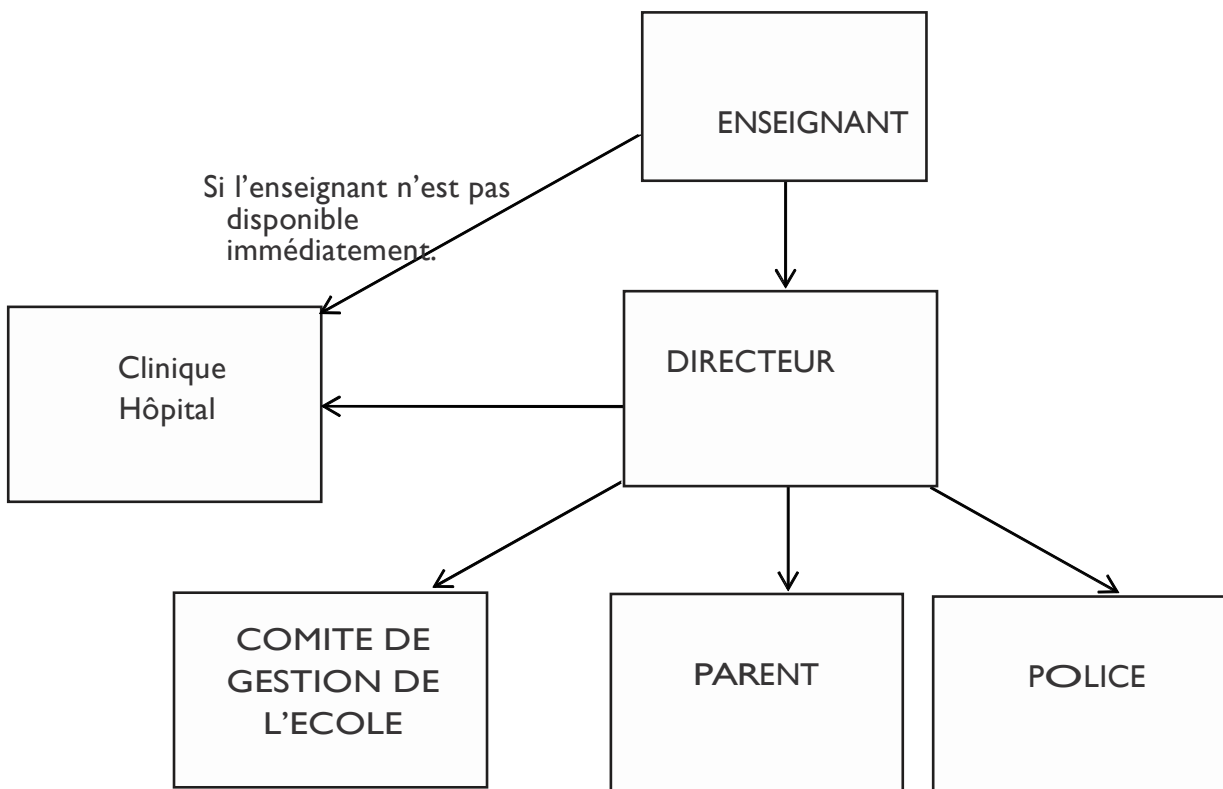 ENSEIGNANT
Si l’enseignant n’est pas
disponible
immédiatement.
Clinique
Hôpital
DIRECTEUR
COMITE DE
GESTION DE
L’ECOLE
PARENT
POLICE